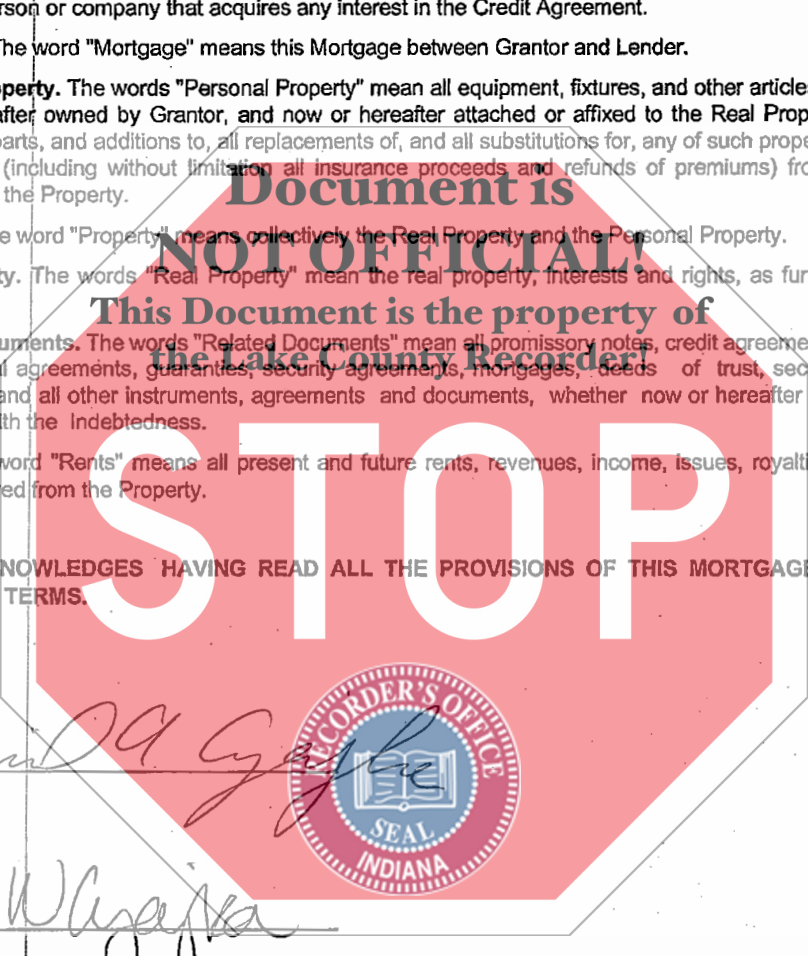 rson or company that acquires any interest in the Credit Agreement.
he word "Mortgage" means this Mortgage between Grantor and Lender.
perty. The words "Personal Property" mean all equipment, fixtures, and other article
after owned by Grantor, and now or hereafter attached or affixed to the Real Prop
parts, and additions to, all replacements of, and all substitutions for, any of such prope
(including without limitation all insurance proceeds and refunds of premiums) fro
the Property.
Document is
e word "Property" means collectively the Real Property and the Personal Property.
NOT OFFICIAL!
ty. The words "Real Property" mean the real property, interests and rights, as fur
This Document is the property of
uments. The words "Related Documents" mean all promissory notes, credit agreeme
the Lake County Recorder!
l agreements, guaranties, security agreements, mortgages, deeds of trust, sec
and all other instruments, agreements and documents, whether now or hereafter
th the Indebtedness.
word "Rents" means all present and future rents, revenues, income, issues, royalti
ed from the Property.
STOP
NOWLEDGES HAVING READ ALL THE PROVISIONS OF THIS MORTGAGE
TERMS.
RECORDER'S OFFICE
SEAL
INDIANA